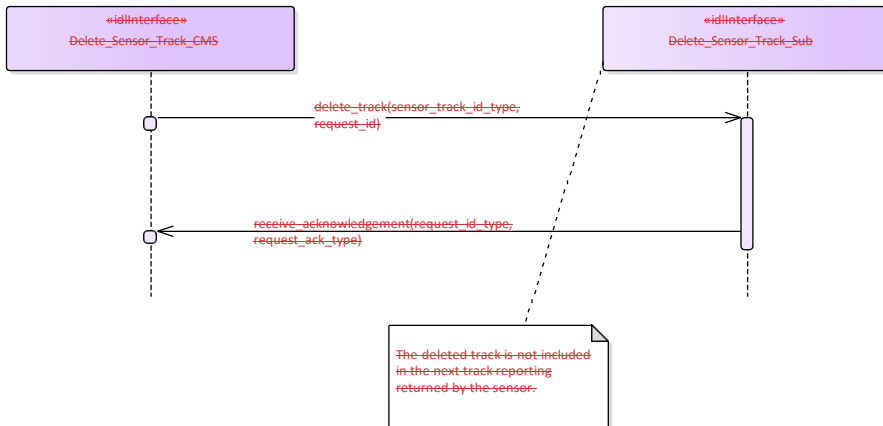 «idlInterface»
Delete_Sensor_Track_CMS
«idlInterface»
Delete_Sensor_Track_Sub
delete_track(sensor_track_id_type,
request_id)
receive_acknowledgement(request_id_type,
request_ack_type)
The deleted track is not included
in the next track reporting
returned by the sensor.